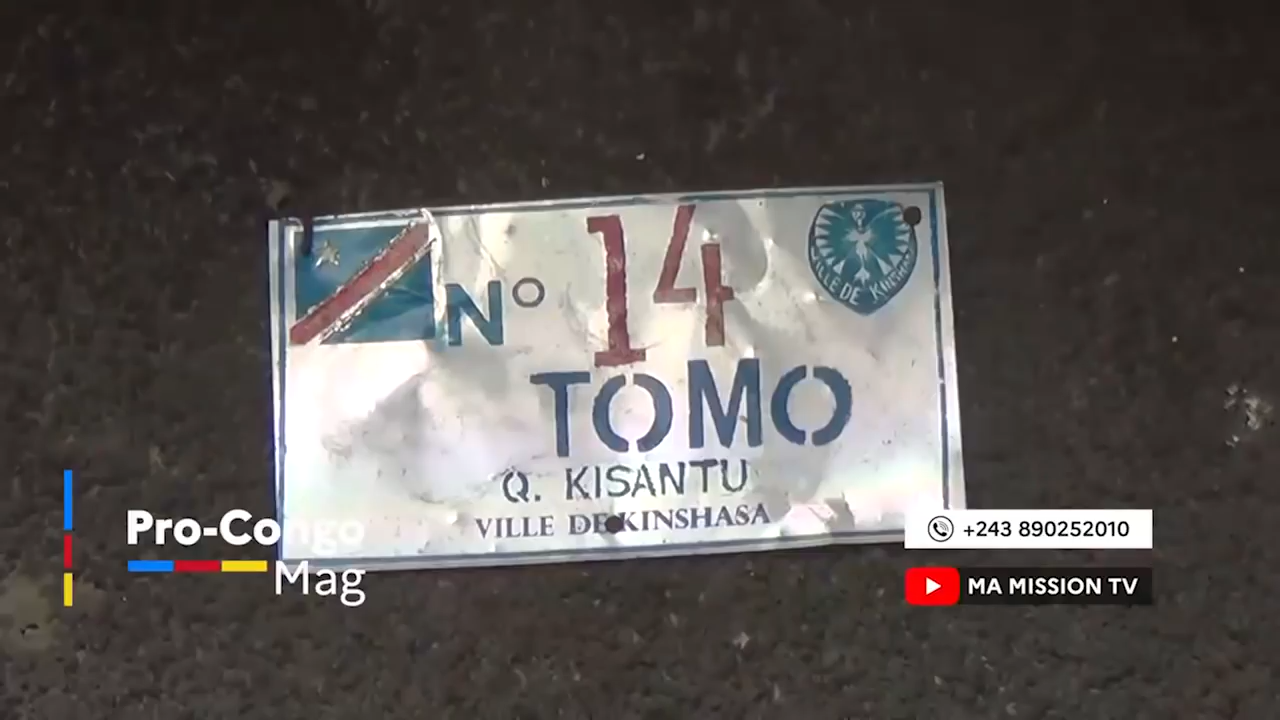 N° 14
VILLE DE KINSHASA
TOMO
Q. KISANTU
VILLE DE KINSHASA
Pro-Congo
Mag
+243 890252010
MA MISSION TV